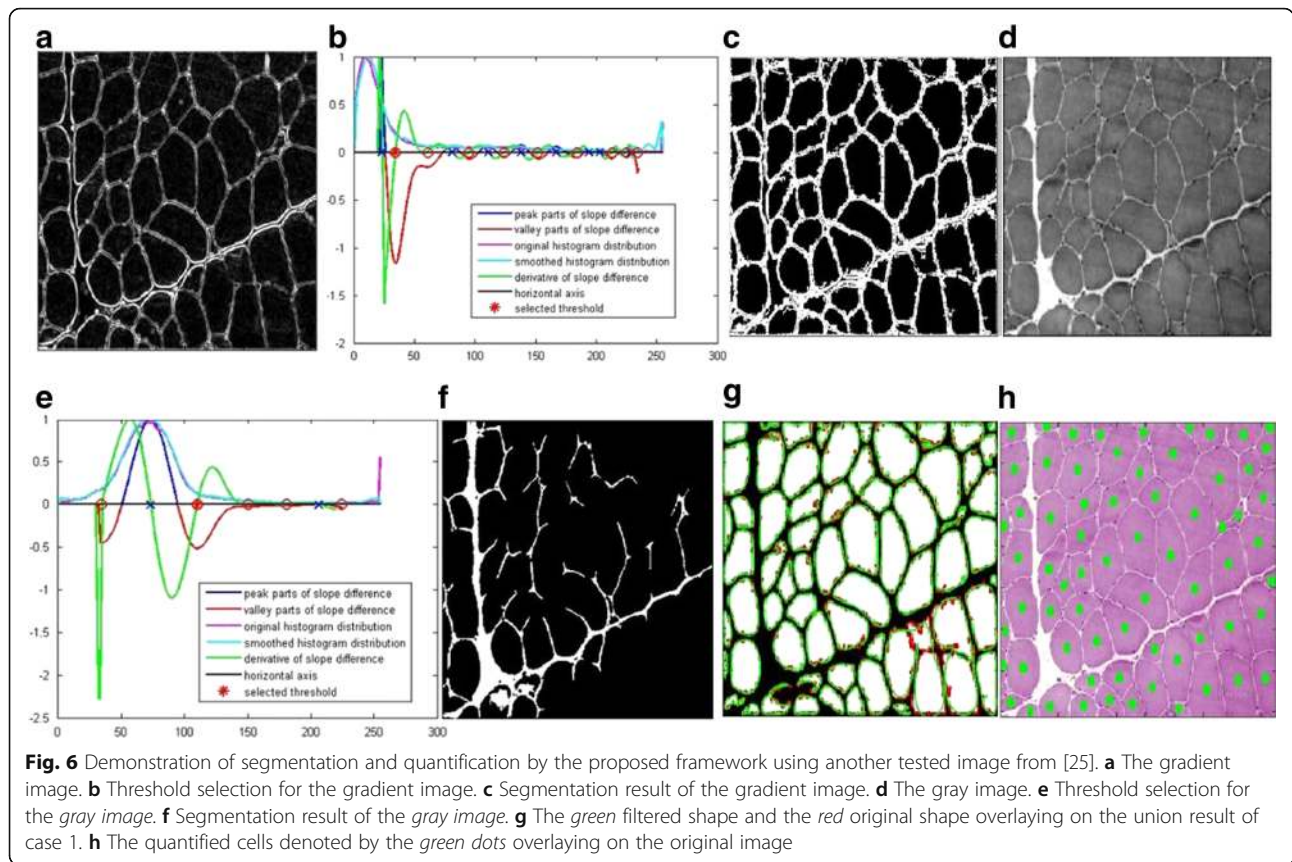 a
b
c
d
1
0.5
0
-0.5
-1
-1.5
-2
0 50 100 150 200 250 300
peak parts of slope difference
valley parts of slope difference
original histogram distribution
smoothed histogram distribution
derivative of slope difference
horizontal axis
selected threshold
e
f
g
h
1
0.5
0
-0.5
-1
-1.5
-2
-2.5
0 50 100 150 200 250 300
peak parts of slope difference
valley parts of slope difference
original histogram distribution
smoothed histogram distribution
derivative of slope difference
horizontal axis
selected threshold
Fig. 6 Demonstration of segmentation and quantification by the proposed framework using another tested image from [25]. a The gradient
image. b Threshold selection for the gradient image. c Segmentation result of the gradient image. d The gray image. e Threshold selection for
the gray image. f Segmentation result of the gray image. g The green filtered shape and the red original shape overlaying on the union result of
case 1. h The quantified cells denoted by the green dots overlaying on the original image